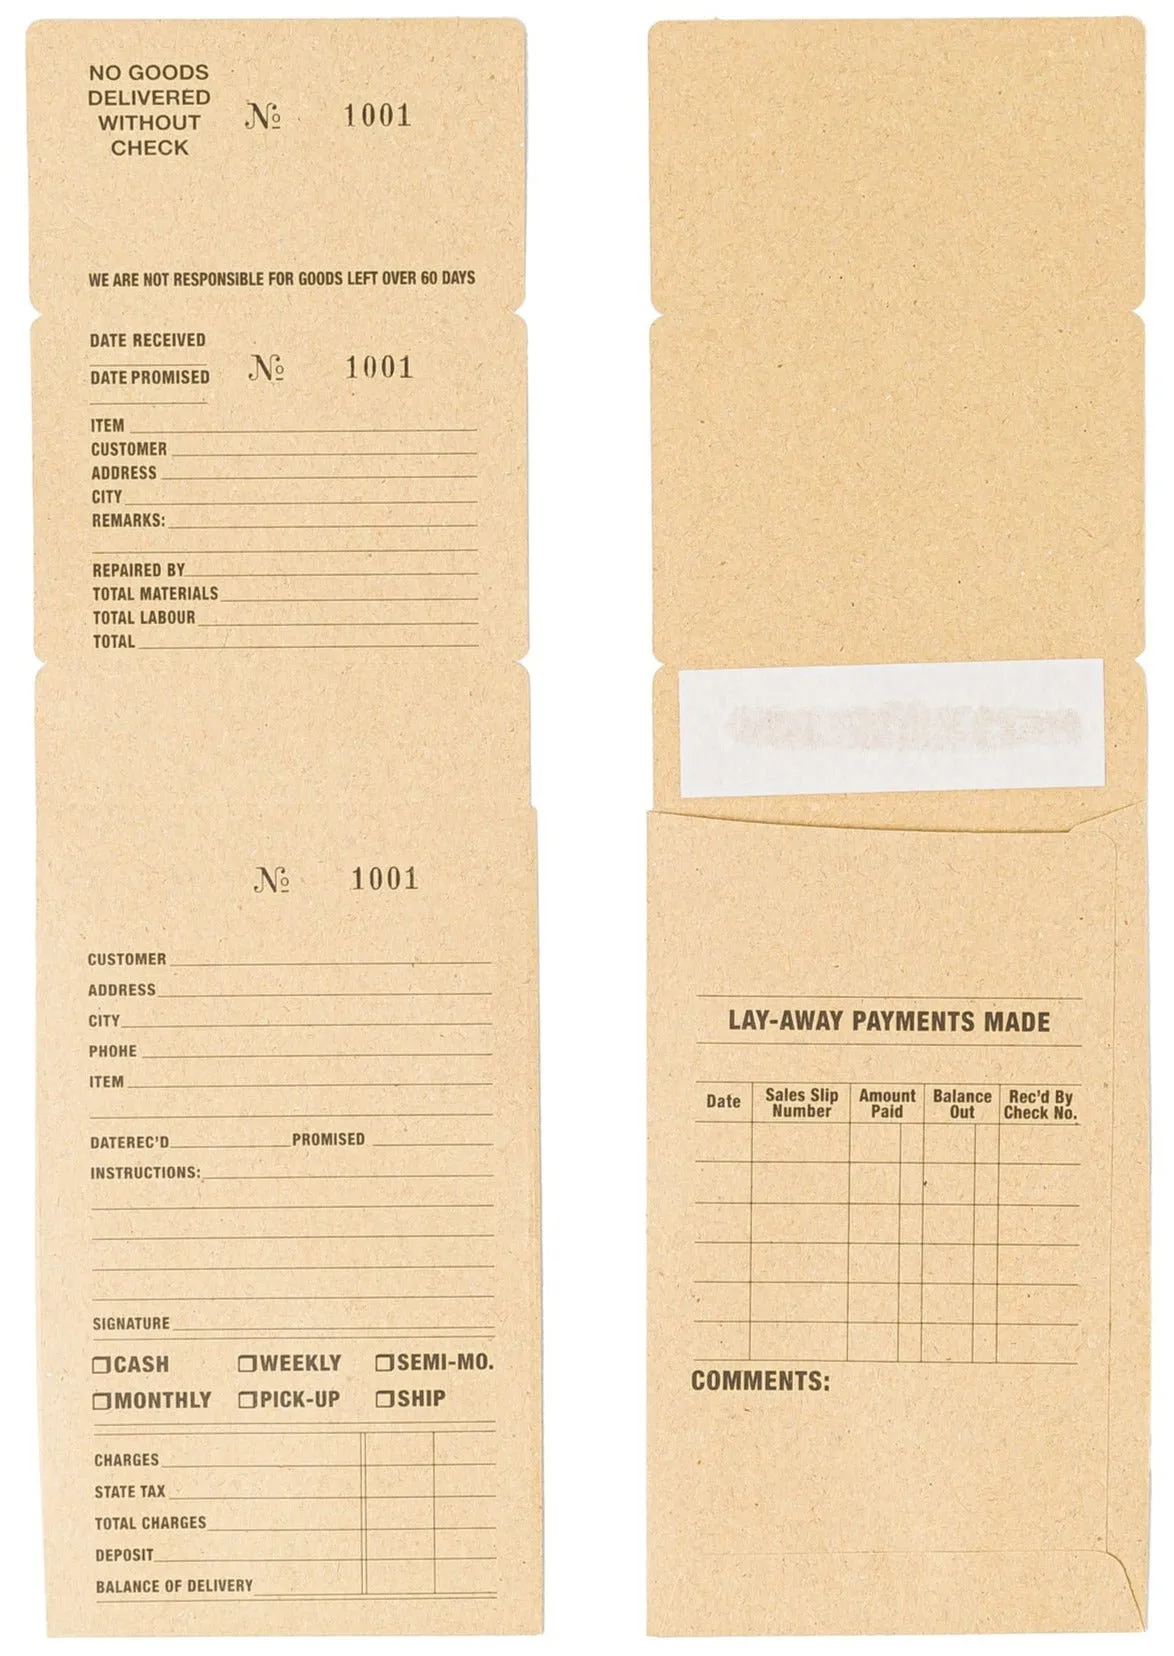 NO GOODS
DELIVERED
WITHOUT
CHECK
№ 1001
WE ARE NOT RESPONSIBLE FOR GOODS LEFT OVER 60 DAYS
DATE RECEIVED
DATE PROMISED
№ 1001
ITEM
CUSTOMER
ADDRESS
CITY
REMARKS:
REPAIRED BY
TOTAL MATERIALS
TOTAL LABOUR
TOTAL
№ 1001
CUSTOMER
ADDRESS
CITY
PHOHE
ITEM
DATEREC'D PROMISED
INSTRUCTIONS:
SIGNATURE
CASH WEEKLY SEMI-MO.
MONTHLY PICK-UP SHIP
CHARGES
STATE TAX
TOTAL CHARGES
DEPOSIT
BALANCE OF DELIVERY
LAY-AWAY PAYMENTS MADE
Date
Sales Slip
Number
Amount
Paid
Balance
Out
Rec'd By
Check No.
COMMENTS: